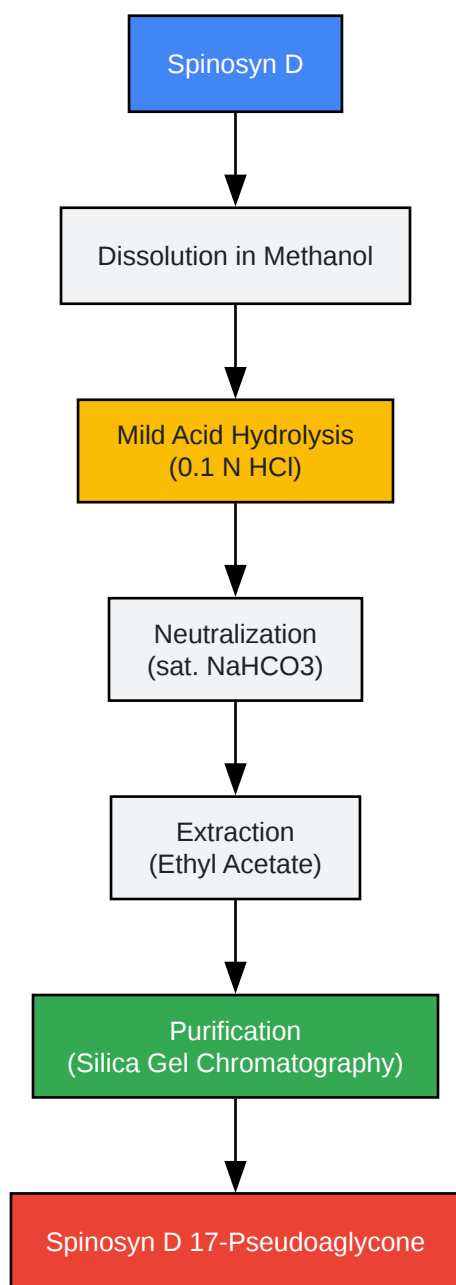 Spinosyn D
Dissolution in Methanol
Mild Acid Hydrolysis
(0.1 N HCl)
Neutralization
(sat. NaHCO3)
Extraction
(Ethyl Acetate)
Purification
(Silica Gel Chromatography)
Spinosyn D 17-Pseudoaglycone